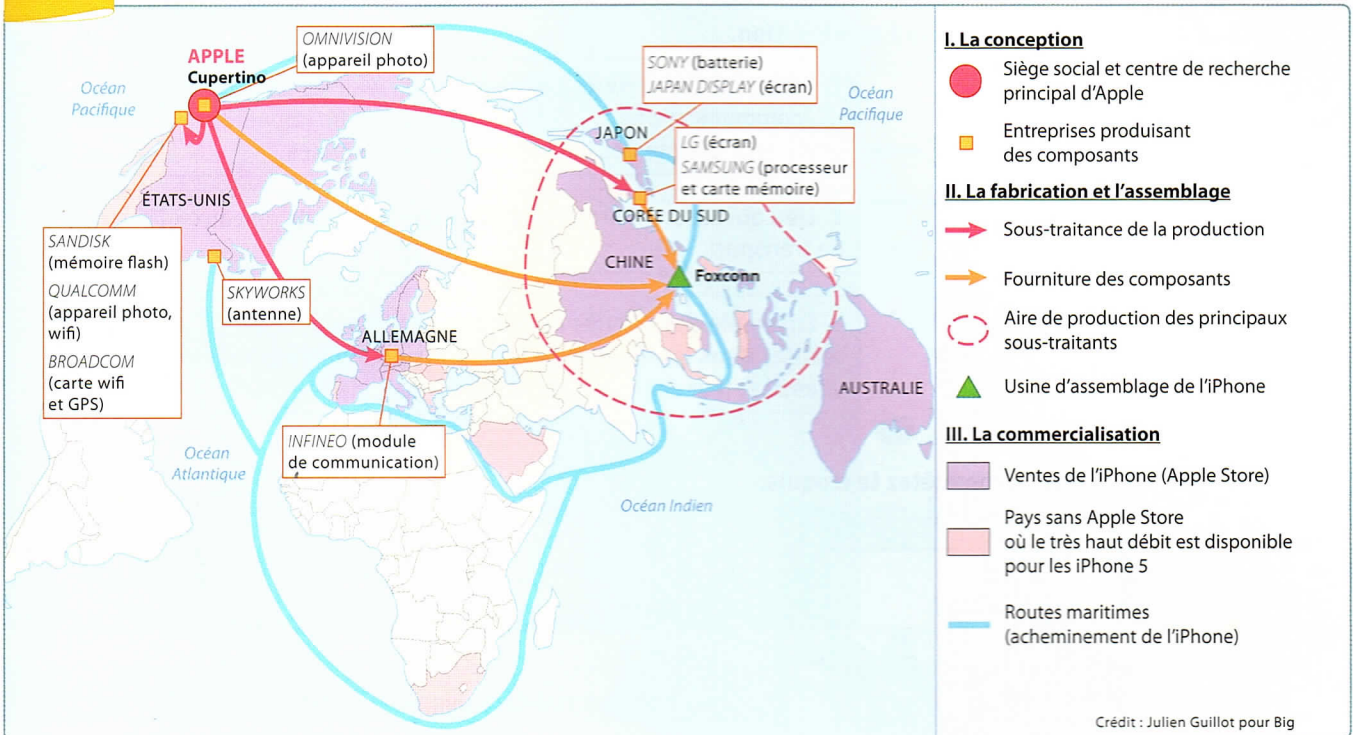 OMNIVISION
(appareil photo)
APPLE
Cupertino
Océan
Pacifique
SONY (batterie)
JAPAN DISPLAY (écran)
Océan
Pacifique
JAPON
LG (écran)
SAMSUNG (processeur
et carte mémoire)
ÉTATS-UNIS
CORÉE DU SUD
SANDISK
(mémoire flash)
QUALCOMM
(appareil photo,
wifi)
BROADCOM
(carte wifi
et GPS)
CHINE
Foxconn
SKYWORKS
(antenne)
ALLEMAGNE
AUSTRALIE
INFINEO (module
de communication)
Océan
Atlantique
Océan Indien
I. La conception
Siège social et centre de recherche
principal d'Apple
Entreprises produisant
des composants
II. La fabrication et l'assemblage
Sous-traitance de la production
Fourniture des composants
Aire de production des principaux
sous-traitants
Usine d'assemblage de l'iPhone
III. La commercialisation
Ventes de l'iPhone (Apple Store)
Pays sans Apple Store
où le très haut débit est disponible
pour les iPhone 5
Routes maritimes
(acheminement de l'iPhone)
Crédit : Julien Guillot pour Big